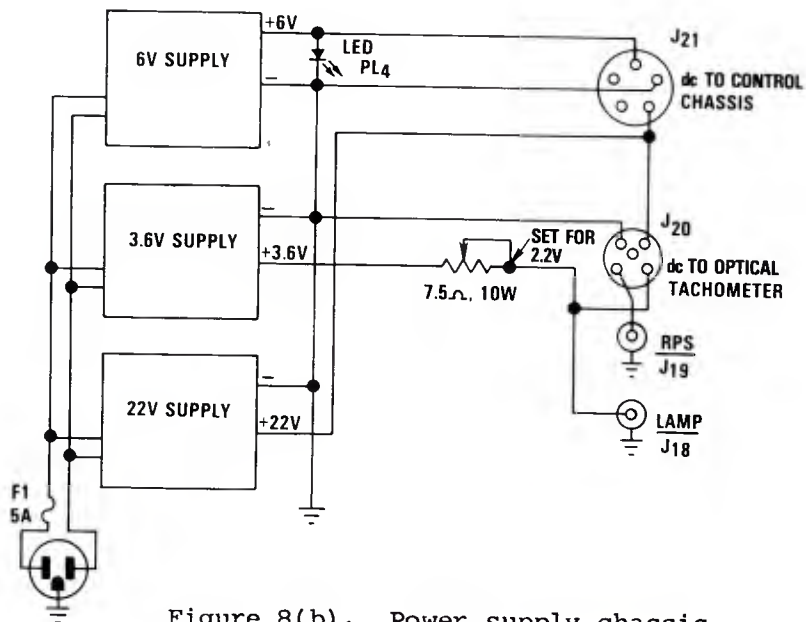 6V SUPPLY
+6V
−
LED
PL4
J21
dc TO CONTROL
CHASSIS
3.6V SUPPLY
−
+3.6V
SET FOR
2.2V
7.5Ω, 10W
J20
dc TO OPTICAL
TACHOMETER
RPS
J19
22V SUPPLY
−
+22V
LAMP
J18
F1
5A
Figure 8(b). Power supply chassis